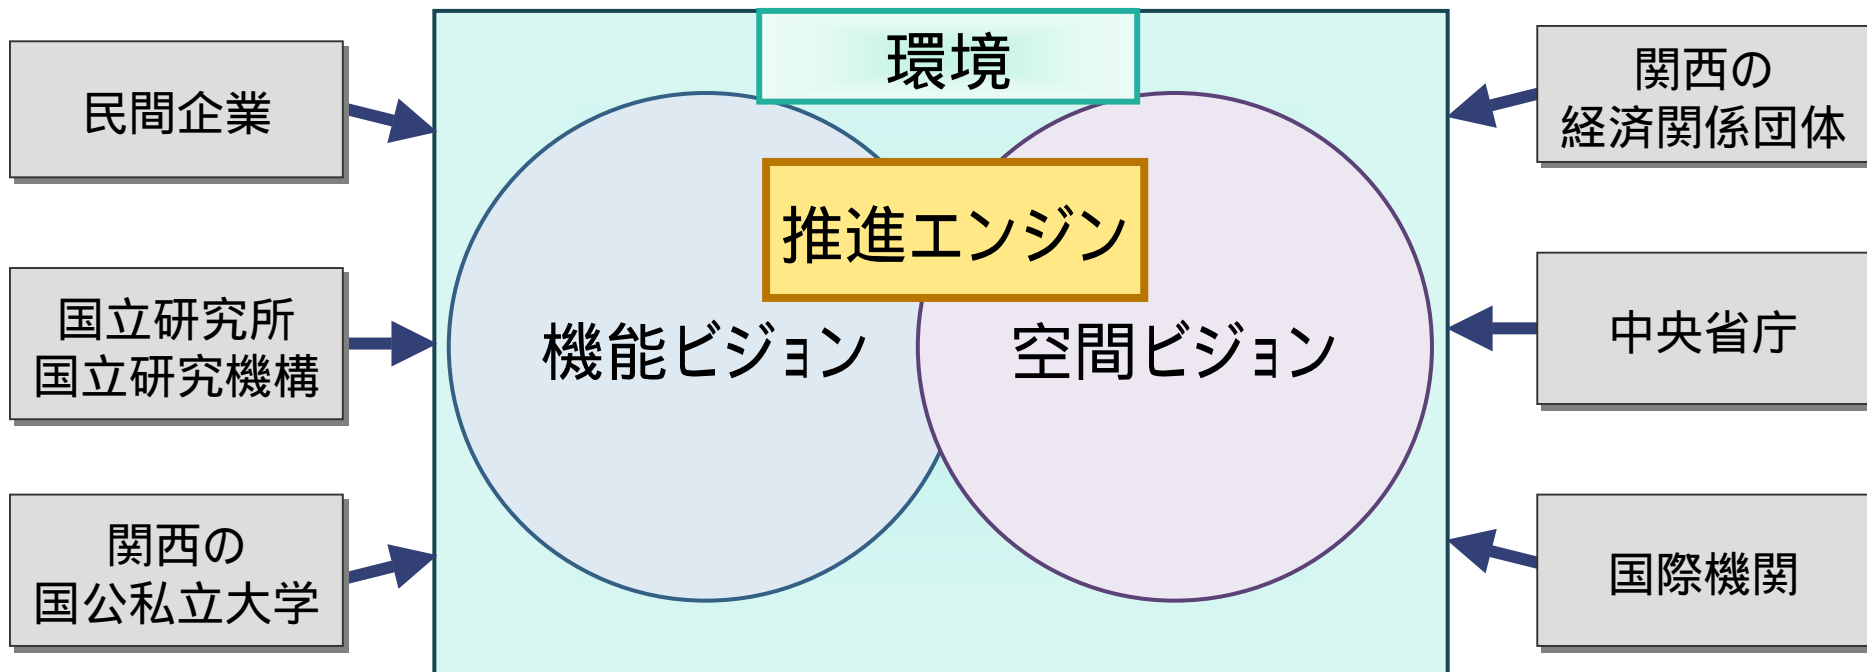 環境
民間企業
関西の
経済関係団体
推進エンジン
国立研究所
国立研究機構
機能ビジョン
空間ビジョン
中央省庁
関西の
国公私立大学
国際機関